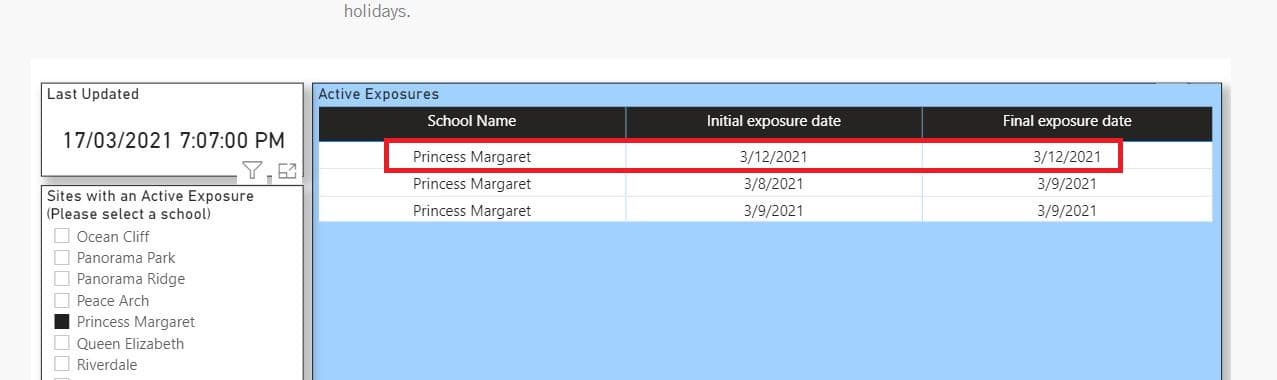 holidays.
Last Updated
17/03/2021 7:07:00 PM
Sites with an Active Exposure
(Please select a school)
Ocean Cliff
Panorama Park
Panorama Ridge
Peace Arch
Princess Margaret
Queen Elizabeth
Riverdale
Active Exposures
School Name Initial exposure date Final exposure date
Princess Margaret 3/12/2021 3/12/2021
Princess Margaret 3/8/2021 3/9/2021
Princess Margaret 3/9/2021 3/9/2021